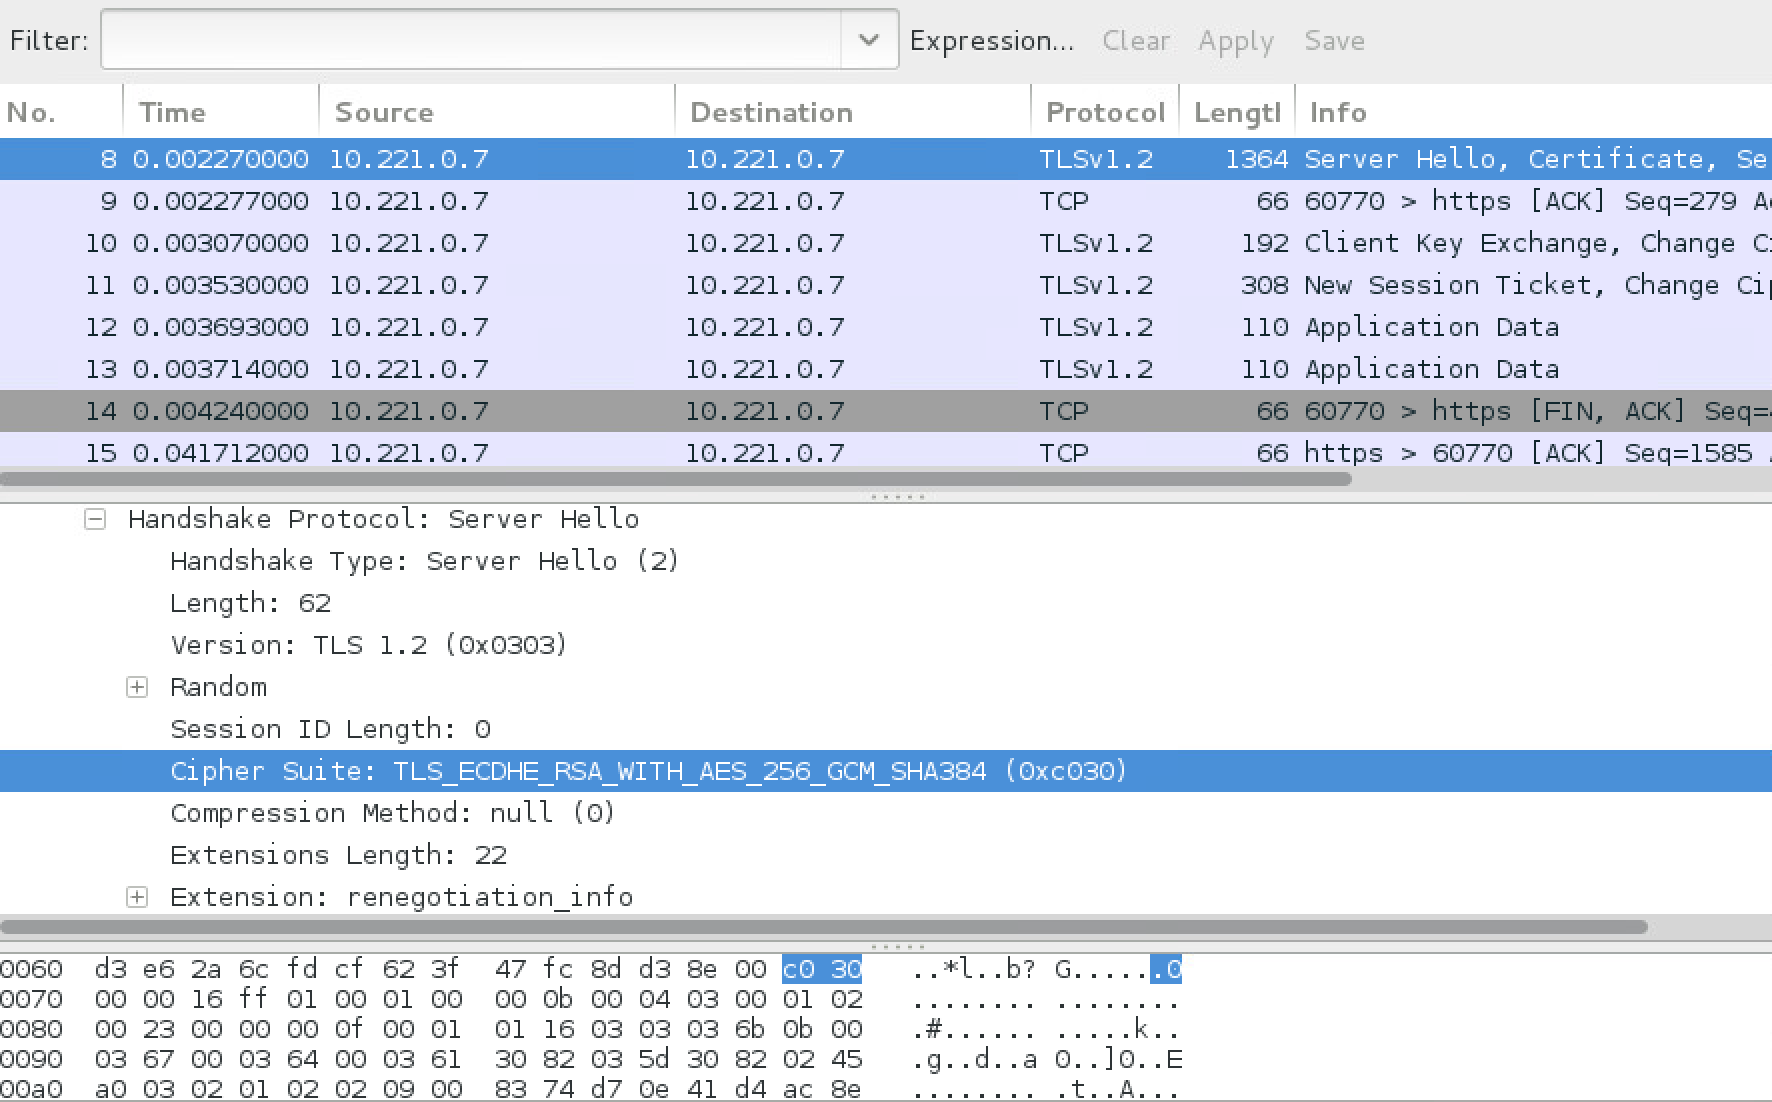 Filter: Expression... Clear Apply Save
No. Time Source Destination Protocol Lengtl Info
8 0.002270000 10.221.0.7 10.221.0.7 TLSv1.2 1364 Server Hello, Certificate, Se
9 0.002277000 10.221.0.7 10.221.0.7 TCP 66 60770 > https [ACK] Seq=279 A
10 0.003070000 10.221.0.7 10.221.0.7 TLSv1.2 192 Client Key Exchange, Change C
11 0.003530000 10.221.0.7 10.221.0.7 TLSv1.2 308 New Session Ticket, Change Cip
12 0.003693000 10.221.0.7 10.221.0.7 TLSv1.2 110 Application Data
13 0.003714000 10.221.0.7 10.221.0.7 TLSv1.2 110 Application Data
14 0.004240000 10.221.0.7 10.221.0.7 TCP 66 60770 > https [FIN, ACK] Seq=
15 0.041712000 10.221.0.7 10.221.0.7 TCP 66 https > 60770 [ACK] Seq=1585
Handshake Protocol: Server Hello
Handshake Type: Server Hello (2)
Length: 62
Version: TLS 1.2 (0x0303)
Random
Session ID Length: 0
Cipher Suite: TLS_ECDHE_RSA_WITH_AES_256_GCM_SHA384 (0xc030)
Compression Method: null (0)
Extensions Length: 22
Extension: renegotiation_info
0060 d3 e6 2a 6c fd cf 62 3f 47 fc 8d d3 8e 00 c0 30 ..*l..b? G......0
0070 00 00 16 ff 01 00 01 00 00 0b 00 04 03 00 01 02 ........ ........
0080 00 23 00 00 00 0f 00 01 01 16 03 03 03 6b 0b 00 .#...... .....k..
0090 03 67 00 03 64 00 03 61 30 82 03 5d 30 82 02 45 .g..d..a 0..]0..E
00a0 a0 03 02 01 02 02 09 00 83 74 d7 0e 41 d4 ac 8e ........ .t..A...